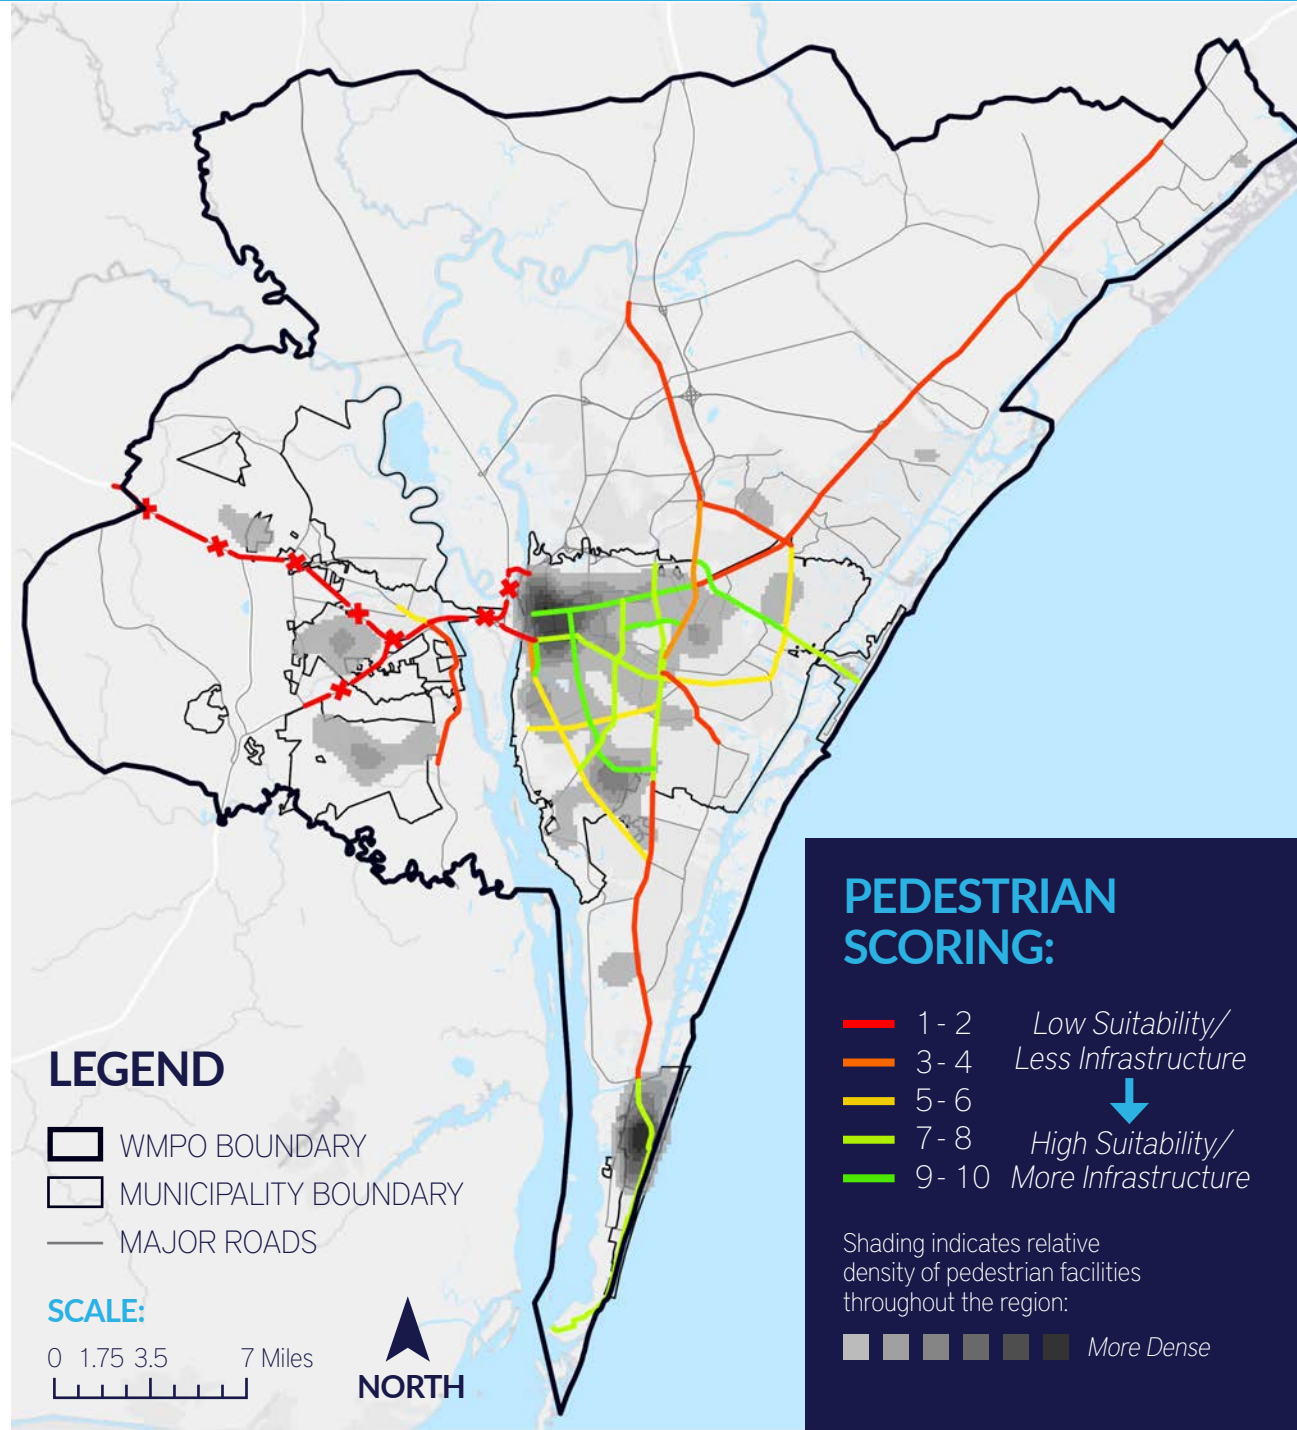 PEDESTRIAN
SCORING:
1 - 2
3 - 4
5 - 6
7 - 8
9 - 10
Low Suitability/
Less Infrastructure
High Suitability/
More Infrastructure
Shading indicates relative
density of pedestrian facilities
throughout the region:
More Dense
LEGEND
WMPO BOUNDARY
MUNICIPALITY BOUNDARY
MAJOR ROADS
SCALE:
0 1.75 3.5 7 Miles
NORTH